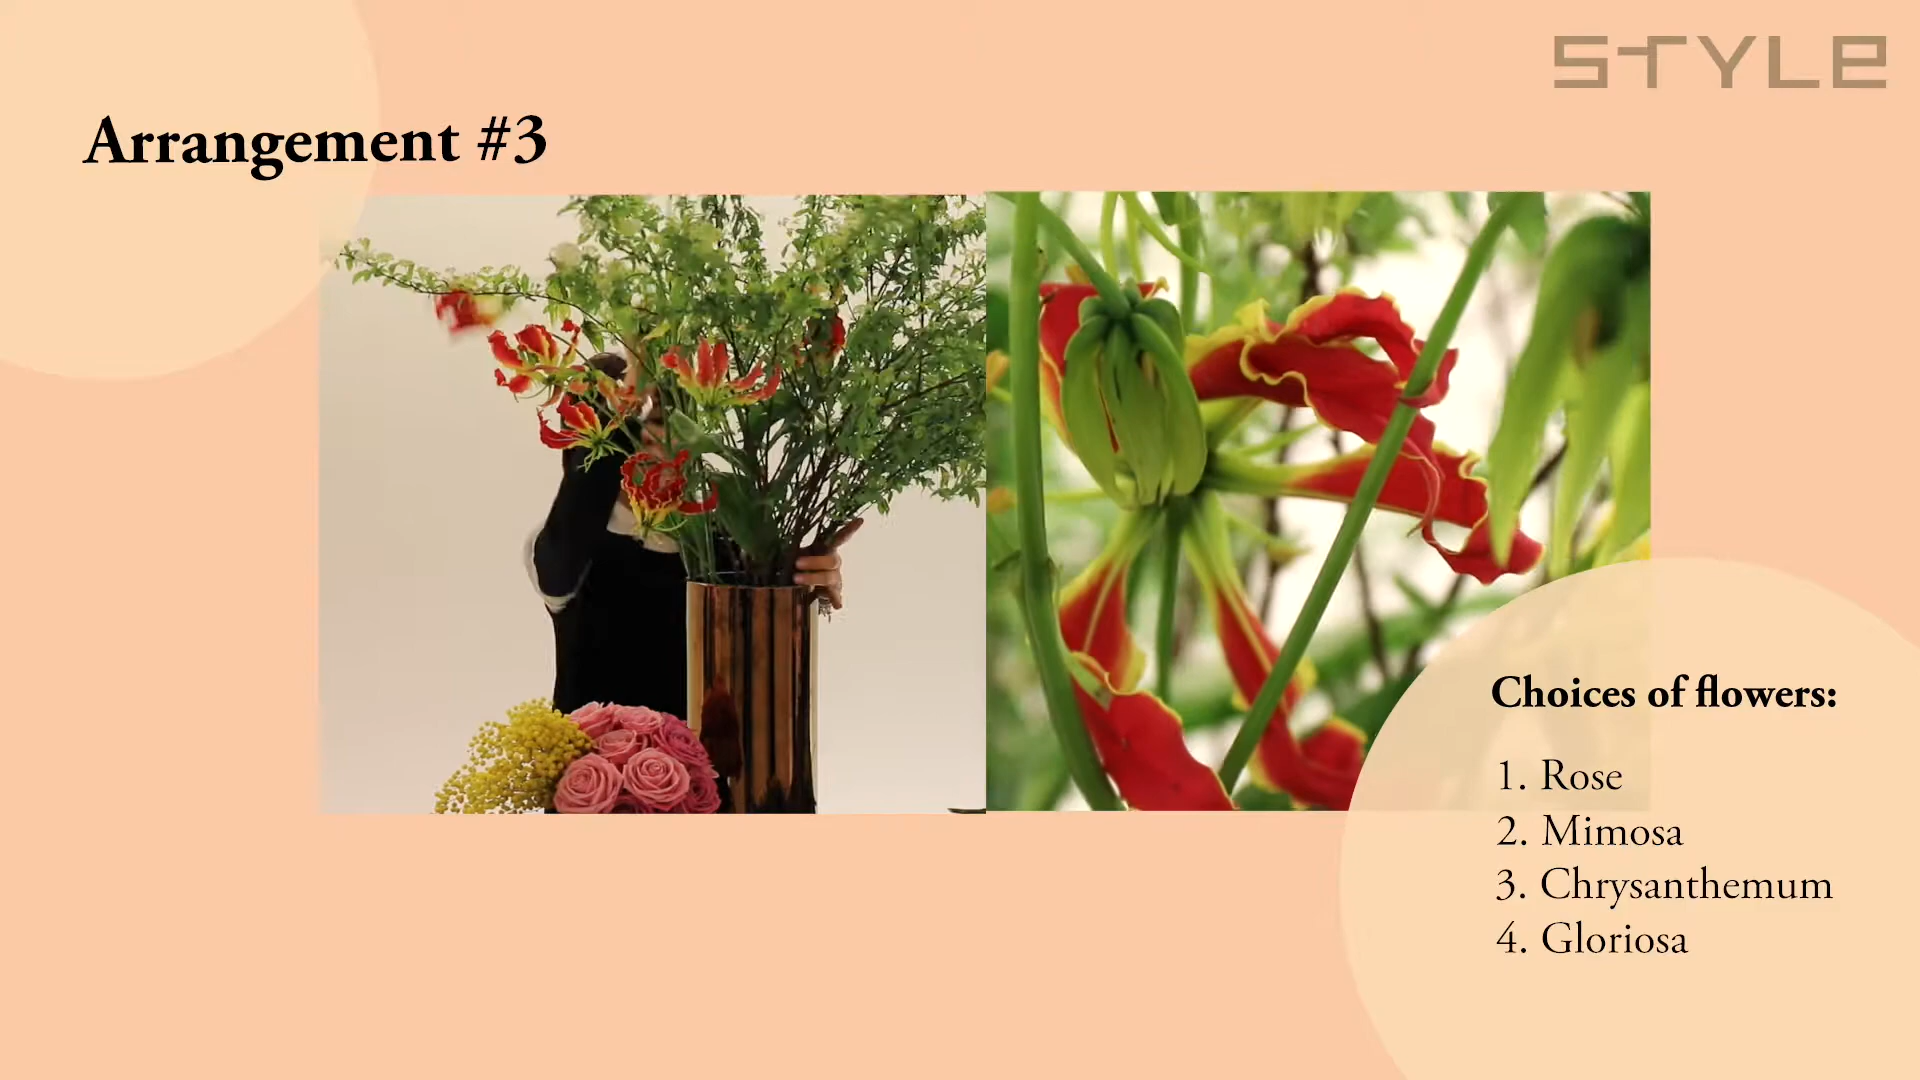 STYLE
Arrangement #3
Choices of flowers:
1. Rose
2. Mimosa
3. Chrysanthemum
4. Gloriosa